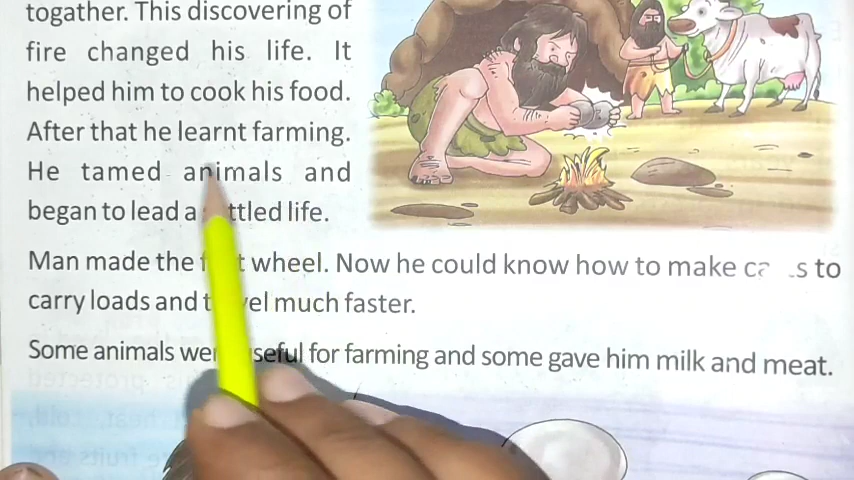 togather. This discovering of
fire changed his life. It
helped him to cook his food.
After that he learnt farming.
He tamed animals and
began to lead a life.
Man made the wheel. Now he could know how to make to
carry loads and much faster.
Some animals for farming and some gave him milk and meat.